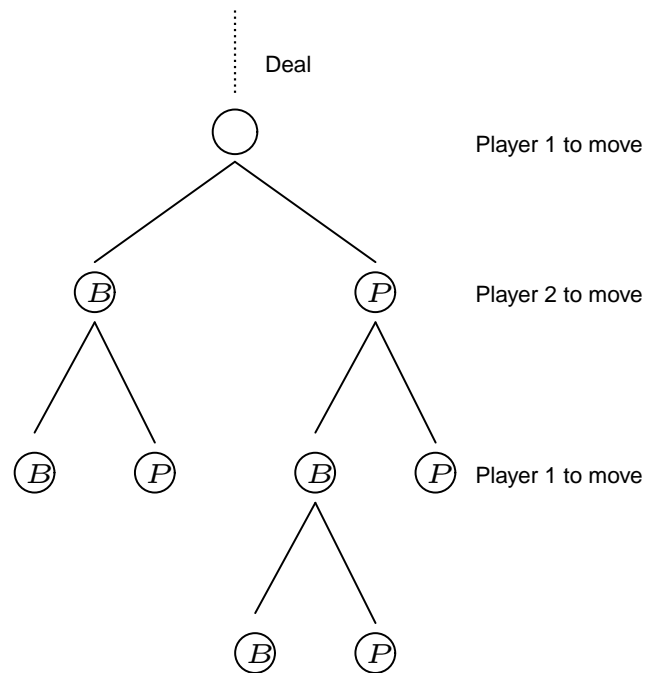 Deal
Player 1 to move
B P Player 2 to move
B P B P Player 1 to move
B P